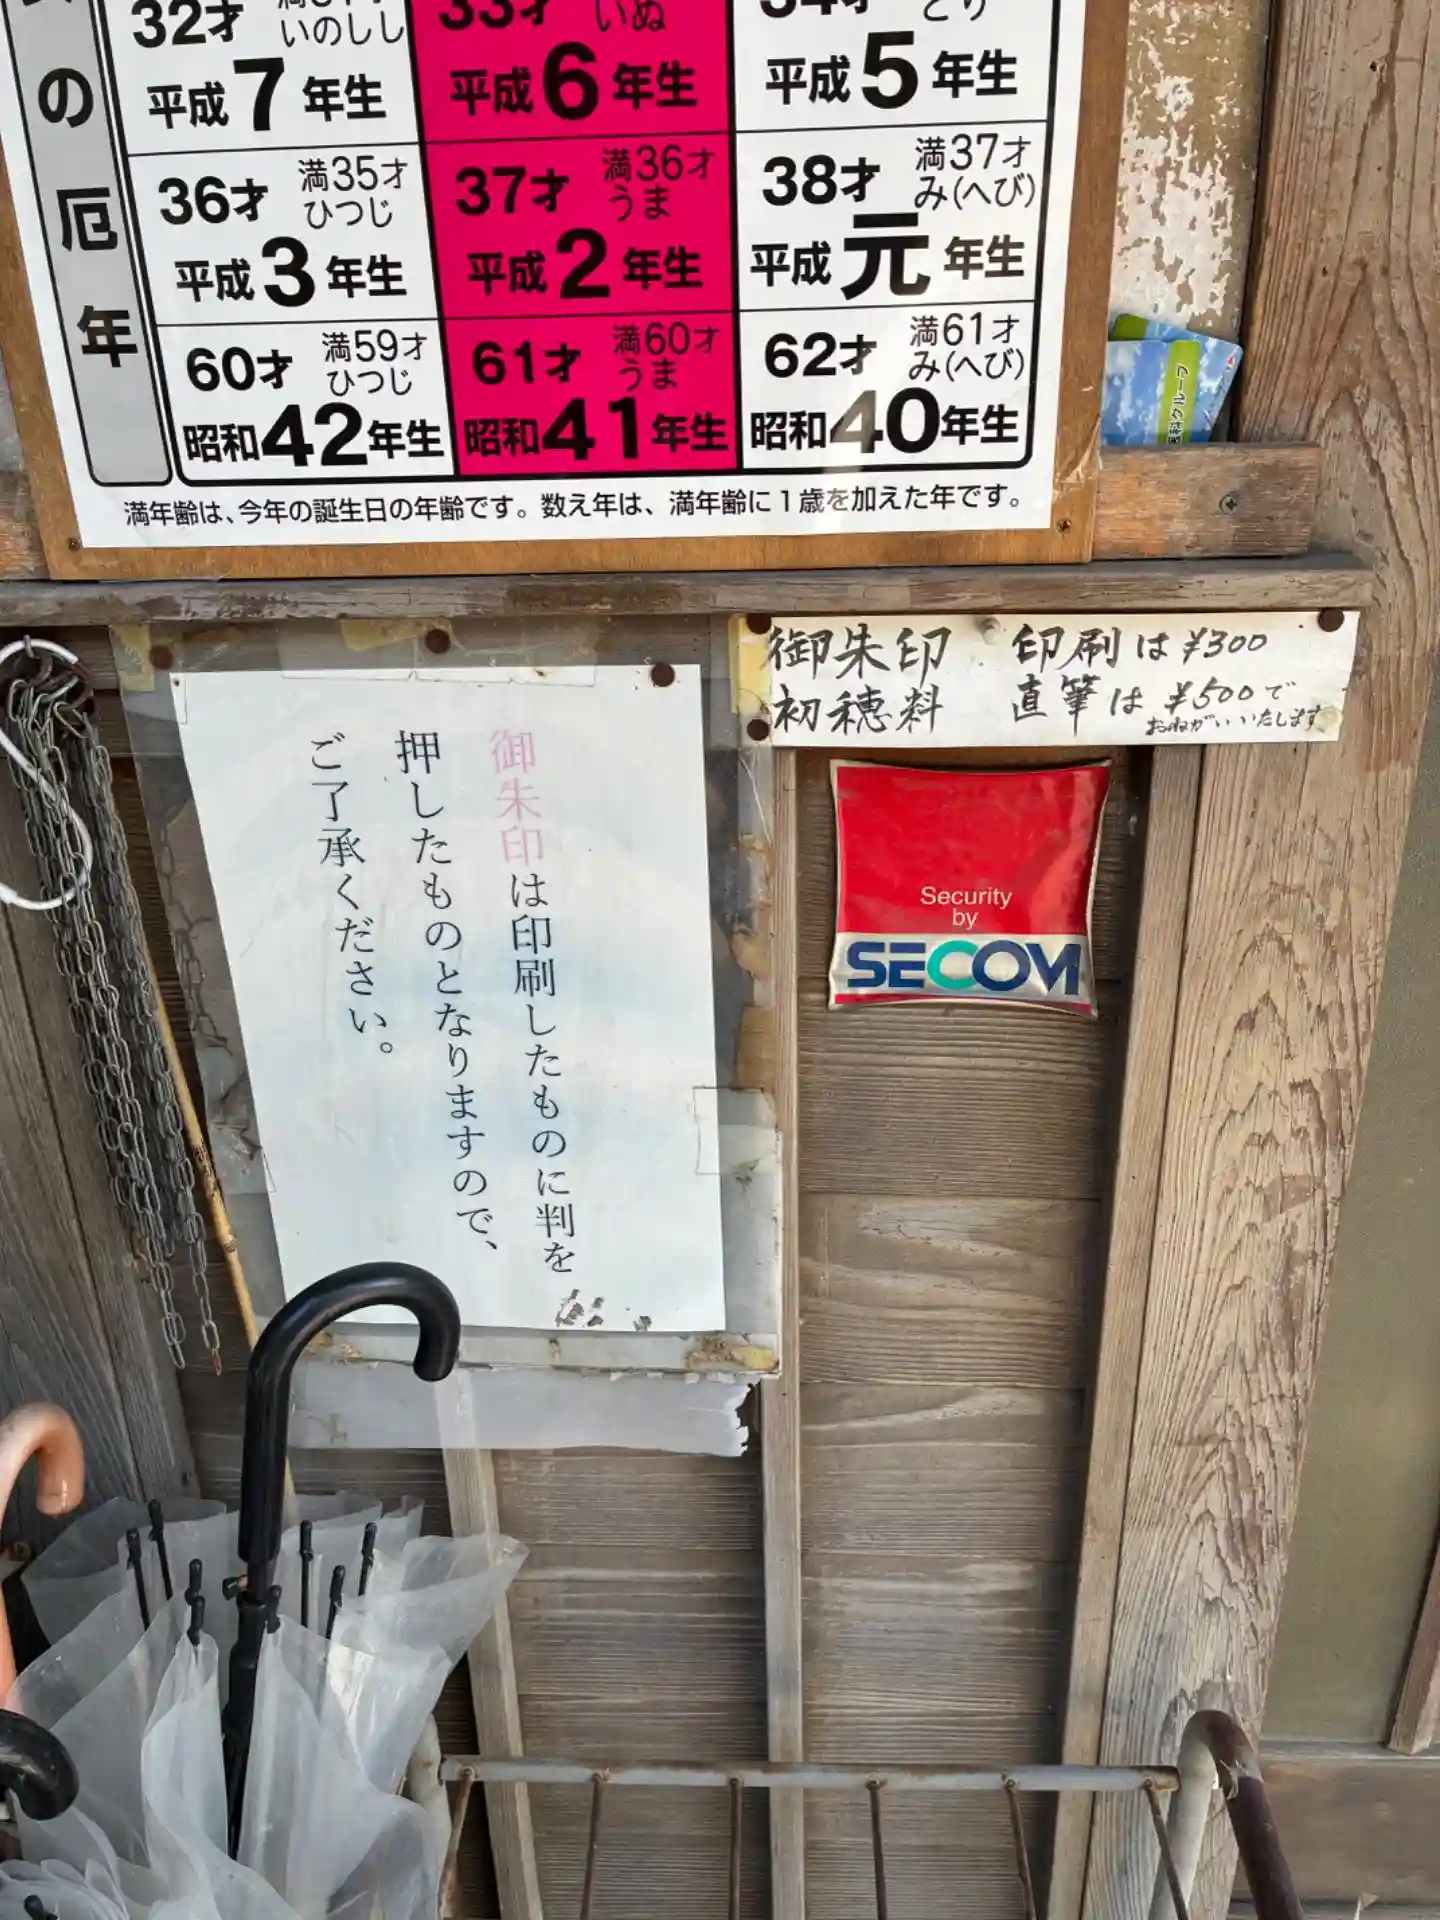 の厄年
32才
いのしし
平成7年生
33才
いぬ
平成6年生
34才
とり
平成5年生
36才
満35才
ひつじ
平成3年生
37才
満36才
うま
平成2年生
38才
満37才
み(へび)
平成元年生
60才
満59才
ひつじ
昭和42年生
61才
満60才
うま
昭和41年生
62才
満61才
み(へび)
昭和40年生
満年齢は、今年の誕生日の年齢です。数え年は、満年齢に1歳を加えた年です。
御朱印 印刷は¥300
初穂料 直筆は¥500で
おねがいいたします
御朱印は印刷したものに判を
押したものとなりますので、
ご了承ください。
Security
by
SECOM